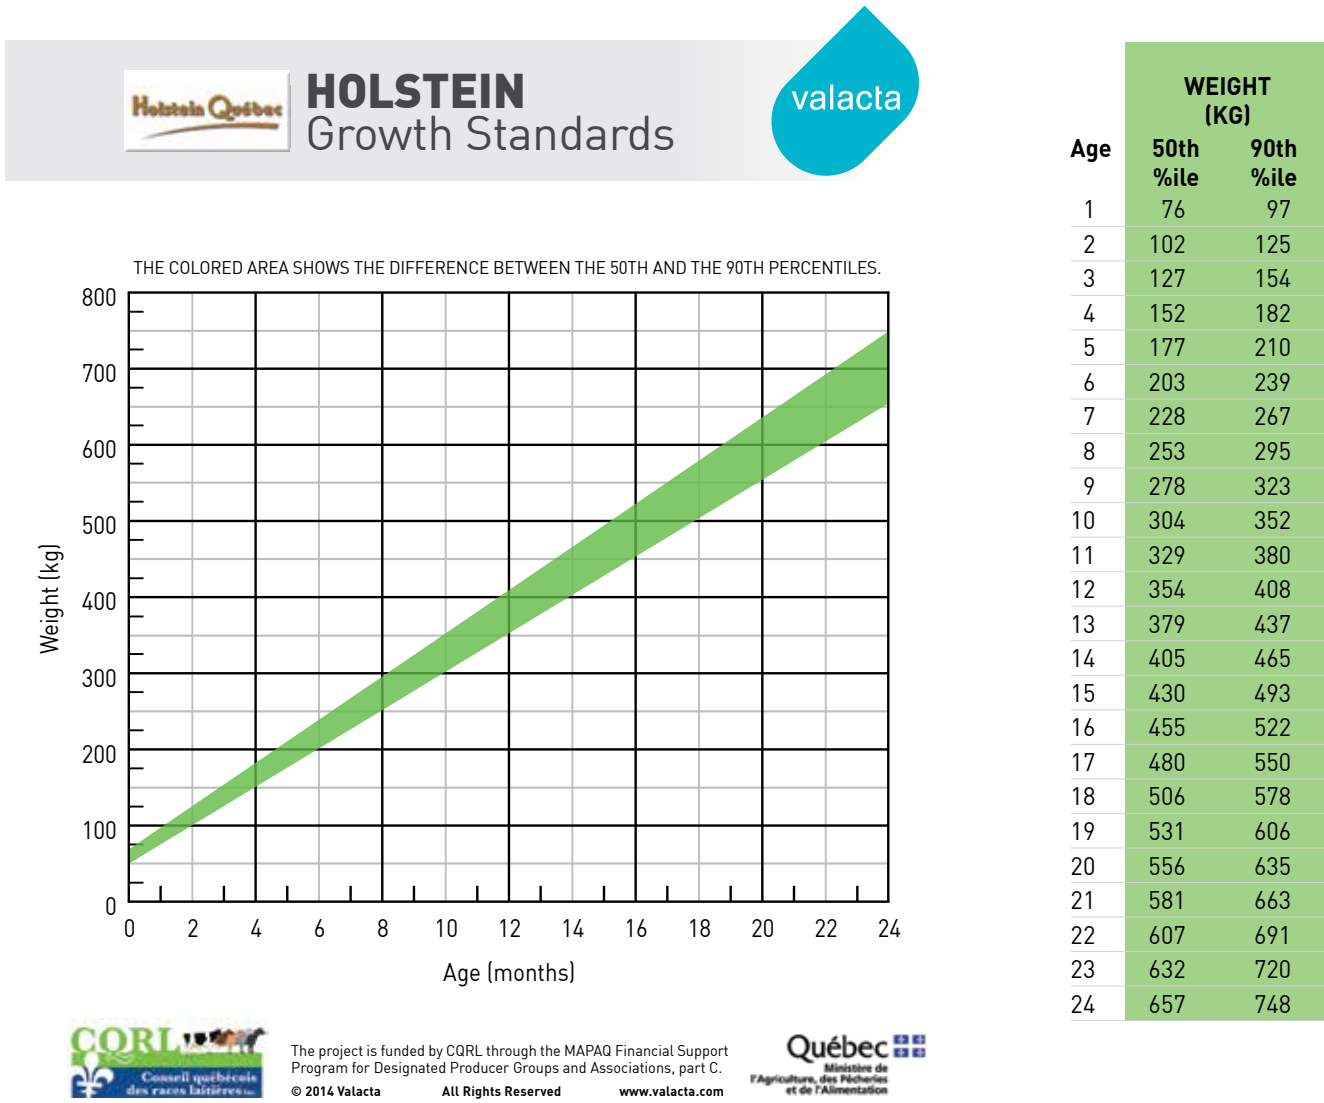 Holstein Québec
HOLSTEIN
Growth Standards
valacta
THE COLORED AREA SHOWS THE DIFFERENCE BETWEEN THE 50TH AND THE 90TH PERCENTILES.
800
700
600
500
400
300
200
100
0
Weight (kg)
0 2 4 6 8 10 12 14 16 18 20 22 24
Age (months)
WEIGHT
(KG)
Age 50th 90th
%ile %ile
1 76 97
2 102 125
3 127 154
4 152 182
5 177 210
6 203 239
7 228 267
8 253 295
9 278 323
10 304 352
11 329 380
12 354 408
13 379 437
14 405 465
15 430 493
16 455 522
17 480 550
18 506 578
19 531 606
20 556 635
21 581 663
22 607 691
23 632 720
24 657 748
CQRL
Conseil québécois
des races laitières inc.
The project is funded by CQRL through the MAPAQ Financial Support
Program for Designated Producer Groups and Associations, part C.
© 2014 Valacta All Rights Reserved www.valacta.com
Québec
Ministère de
l'Agriculture, des Pêcheries
et de l'Alimentation